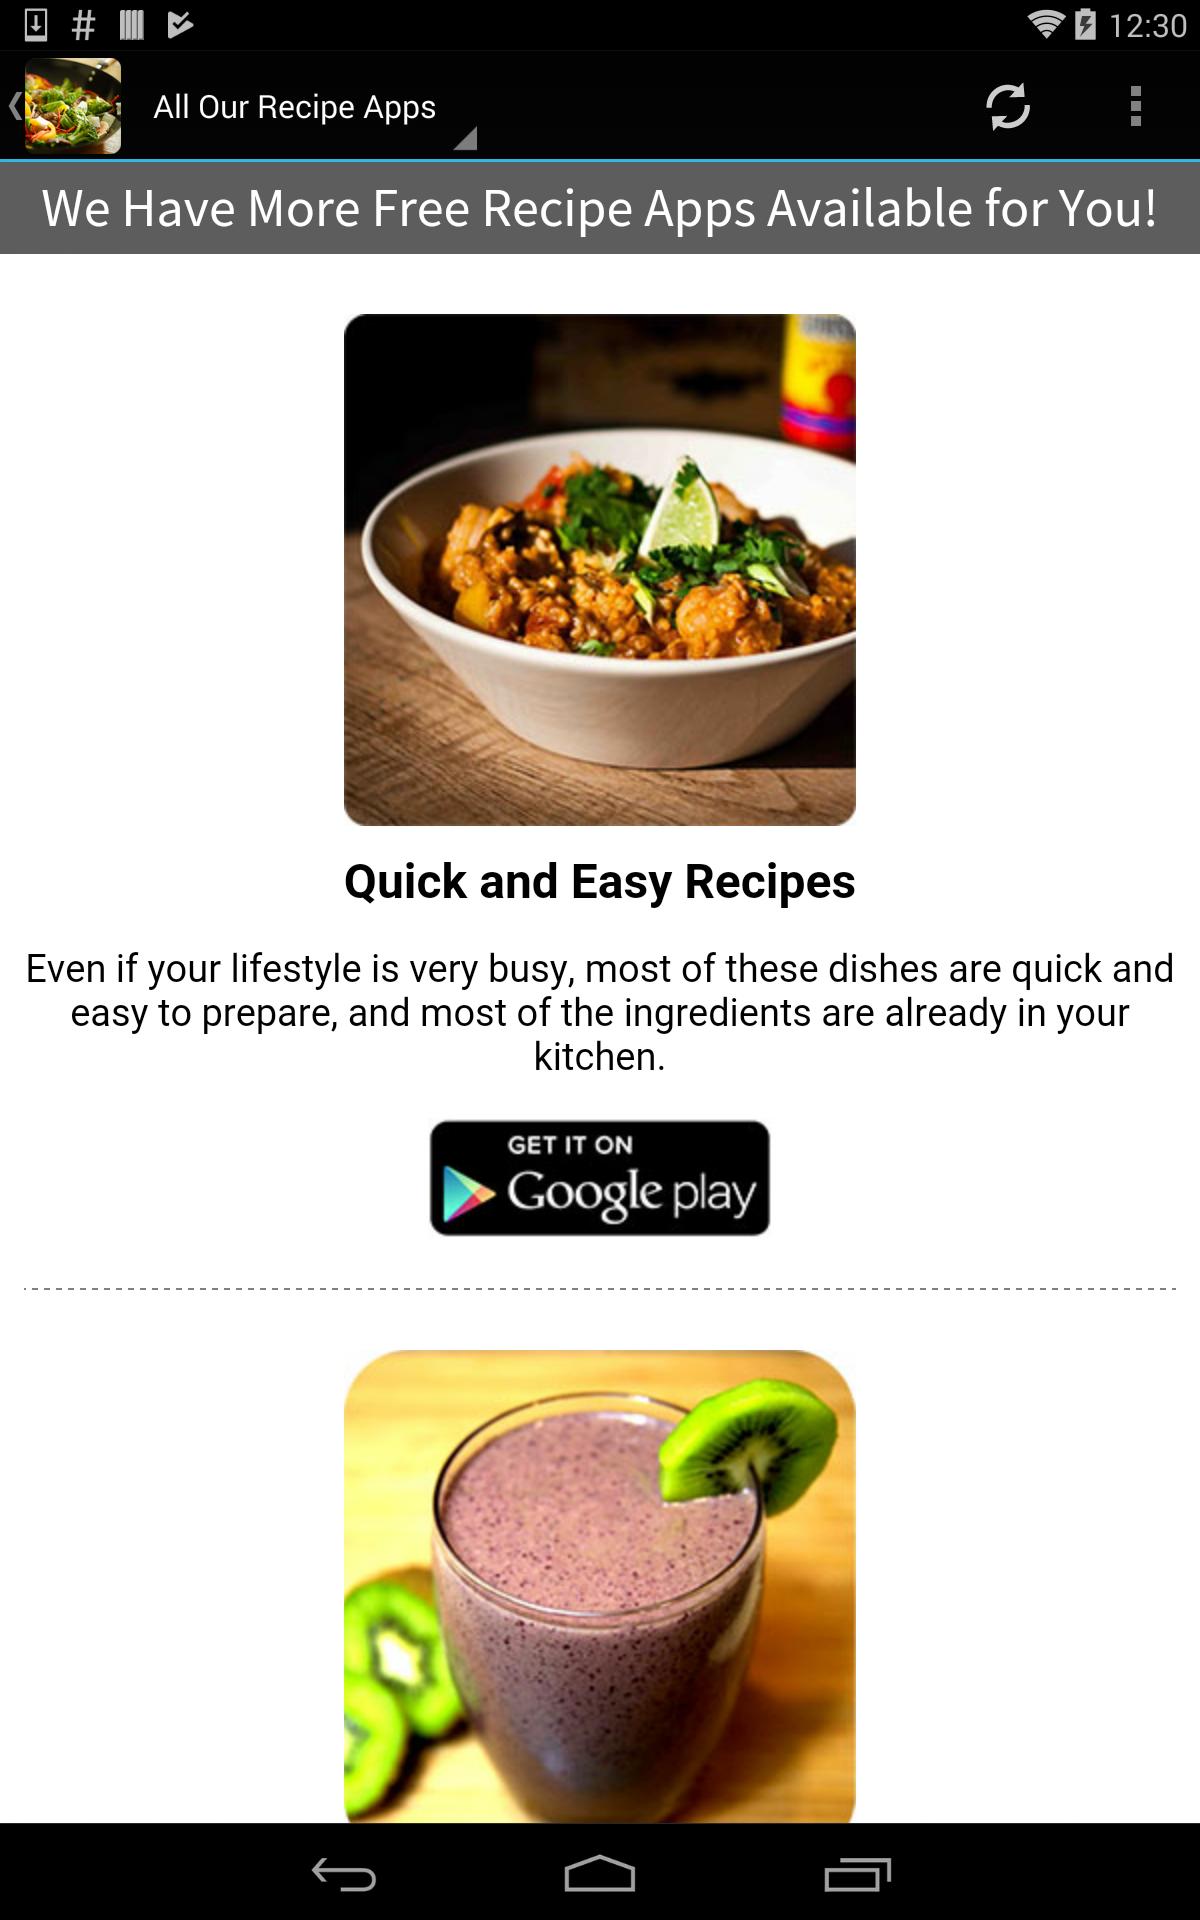 12:30
All Our Recipe Apps
We Have More Free Recipe Apps Available for You!
Quick and Easy Recipes
Even if your lifestyle is very busy, most of these dishes are quick and
easy to prepare, and most of the ingredients are already in your
kitchen.
GET IT ON
Google play